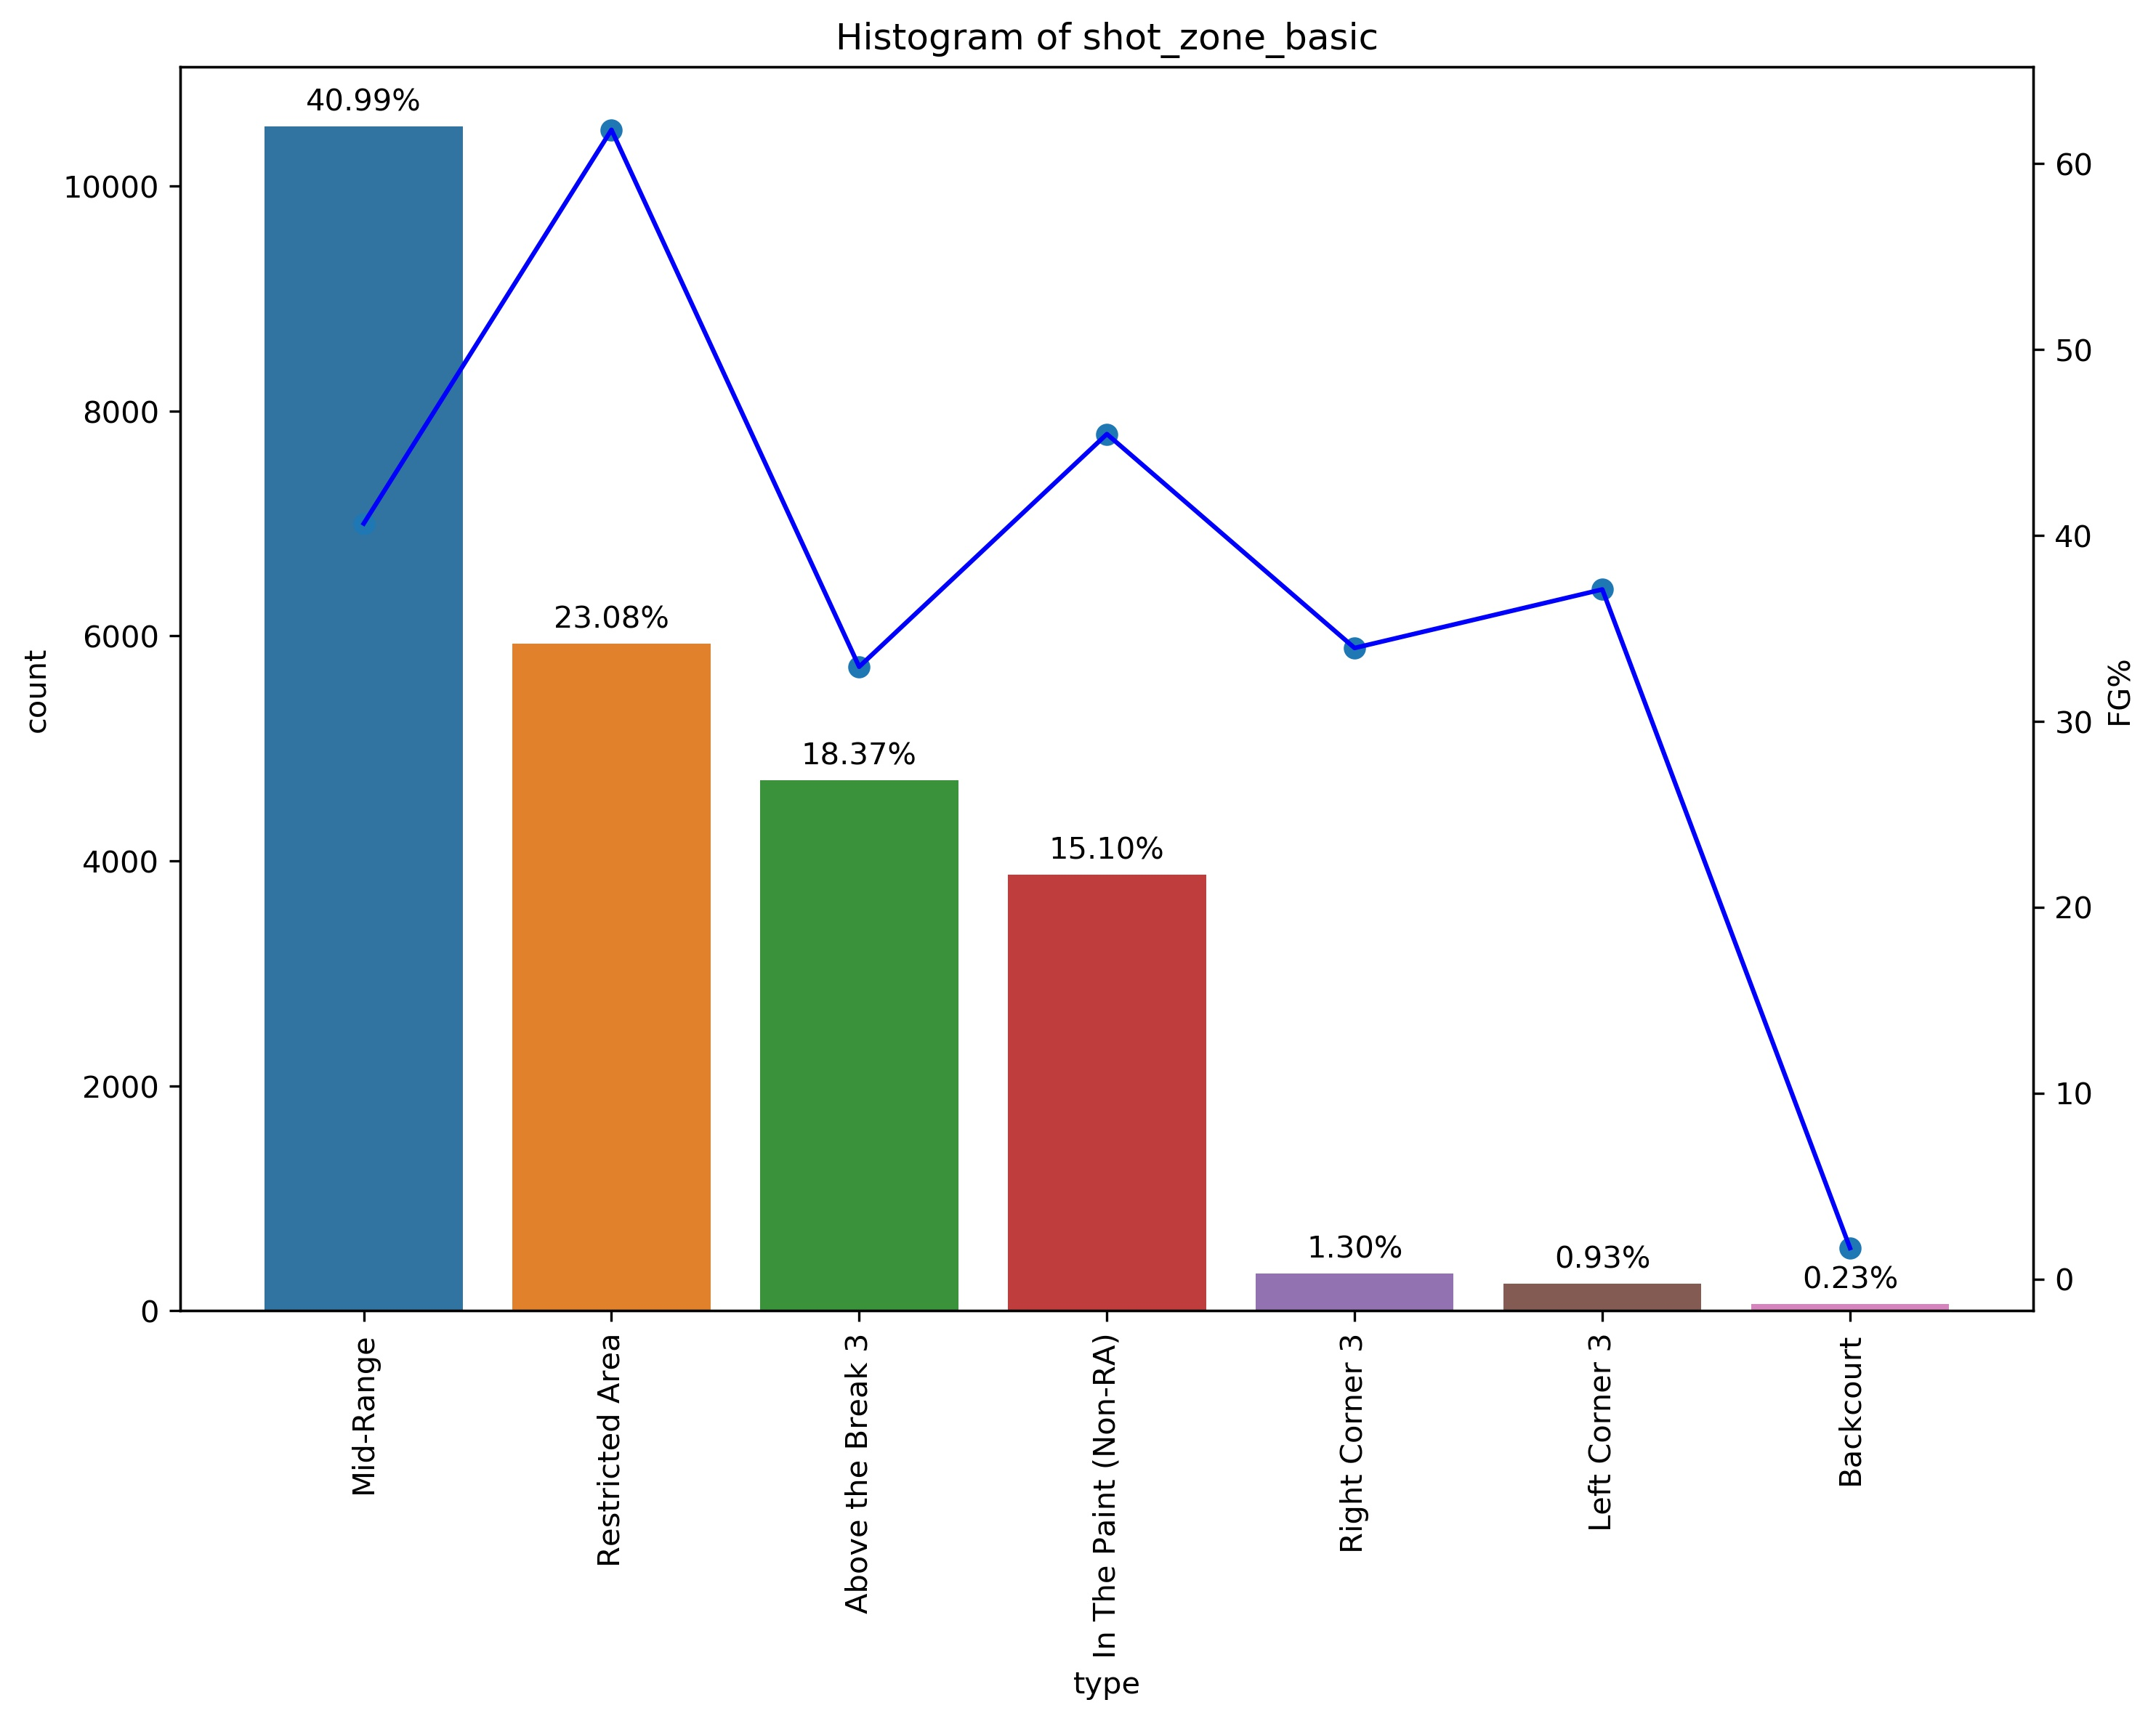 Histogram of shot_zone_basic
40.99%
23.08%
18.37%
15.10%
1.30%
0.93%
0.23%
10000
8000
6000
4000
2000
0
count
60
50
40
30
20
10
0
FG%
Mid-Range
Restricted Area
Above the Break 3
In The Paint (Non-RA)
Right Corner 3
Left Corner 3
Backcourt
type